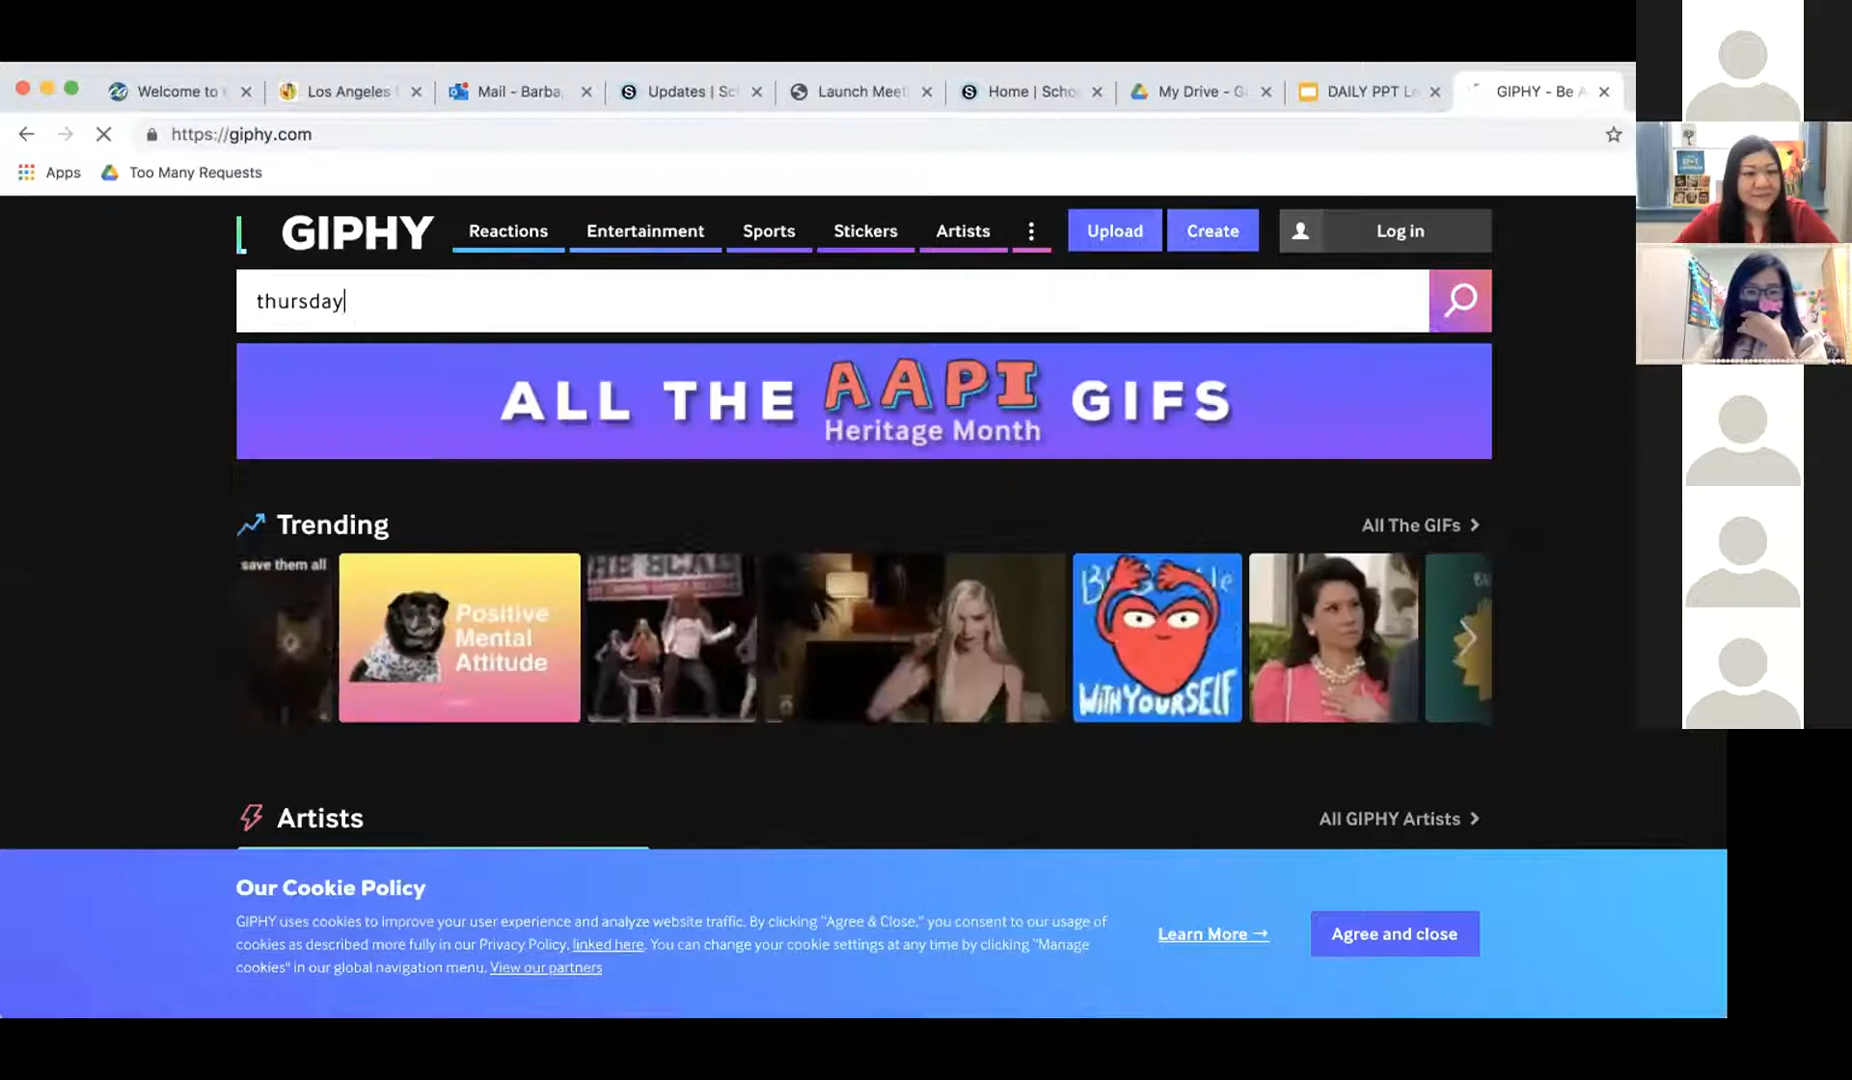 Welcome to
Los Angeles
Mail - Barba
Updates | Sc
Launch Meet
Home | Scho
My Drive - G
DAILY PPT Le
GIPHY - Be A
https://giphy.com
Apps
Too Many Requests
GIPHY
Reactions
Entertainment
Sports
Stickers
Artists
Upload
Create
Log in
thursday
ALL THE AAPI GIFS
Heritage Month
Trending
All The GIFs
save them all
Positive
Mental
Attitude
WITH YOURSELF
Artists
All GIPHY Artists
Our Cookie Policy
GIPHY uses cookies to improve your user experience and analyze website traffic. By clicking "Agree & Close," you consent to our usage of
cookies as described more fully in our Privacy Policy, linked here. You can change your cookie settings at any time by clicking "Manage
cookies" in our global navigation menu. View our partners
Learn More →
Agree and close